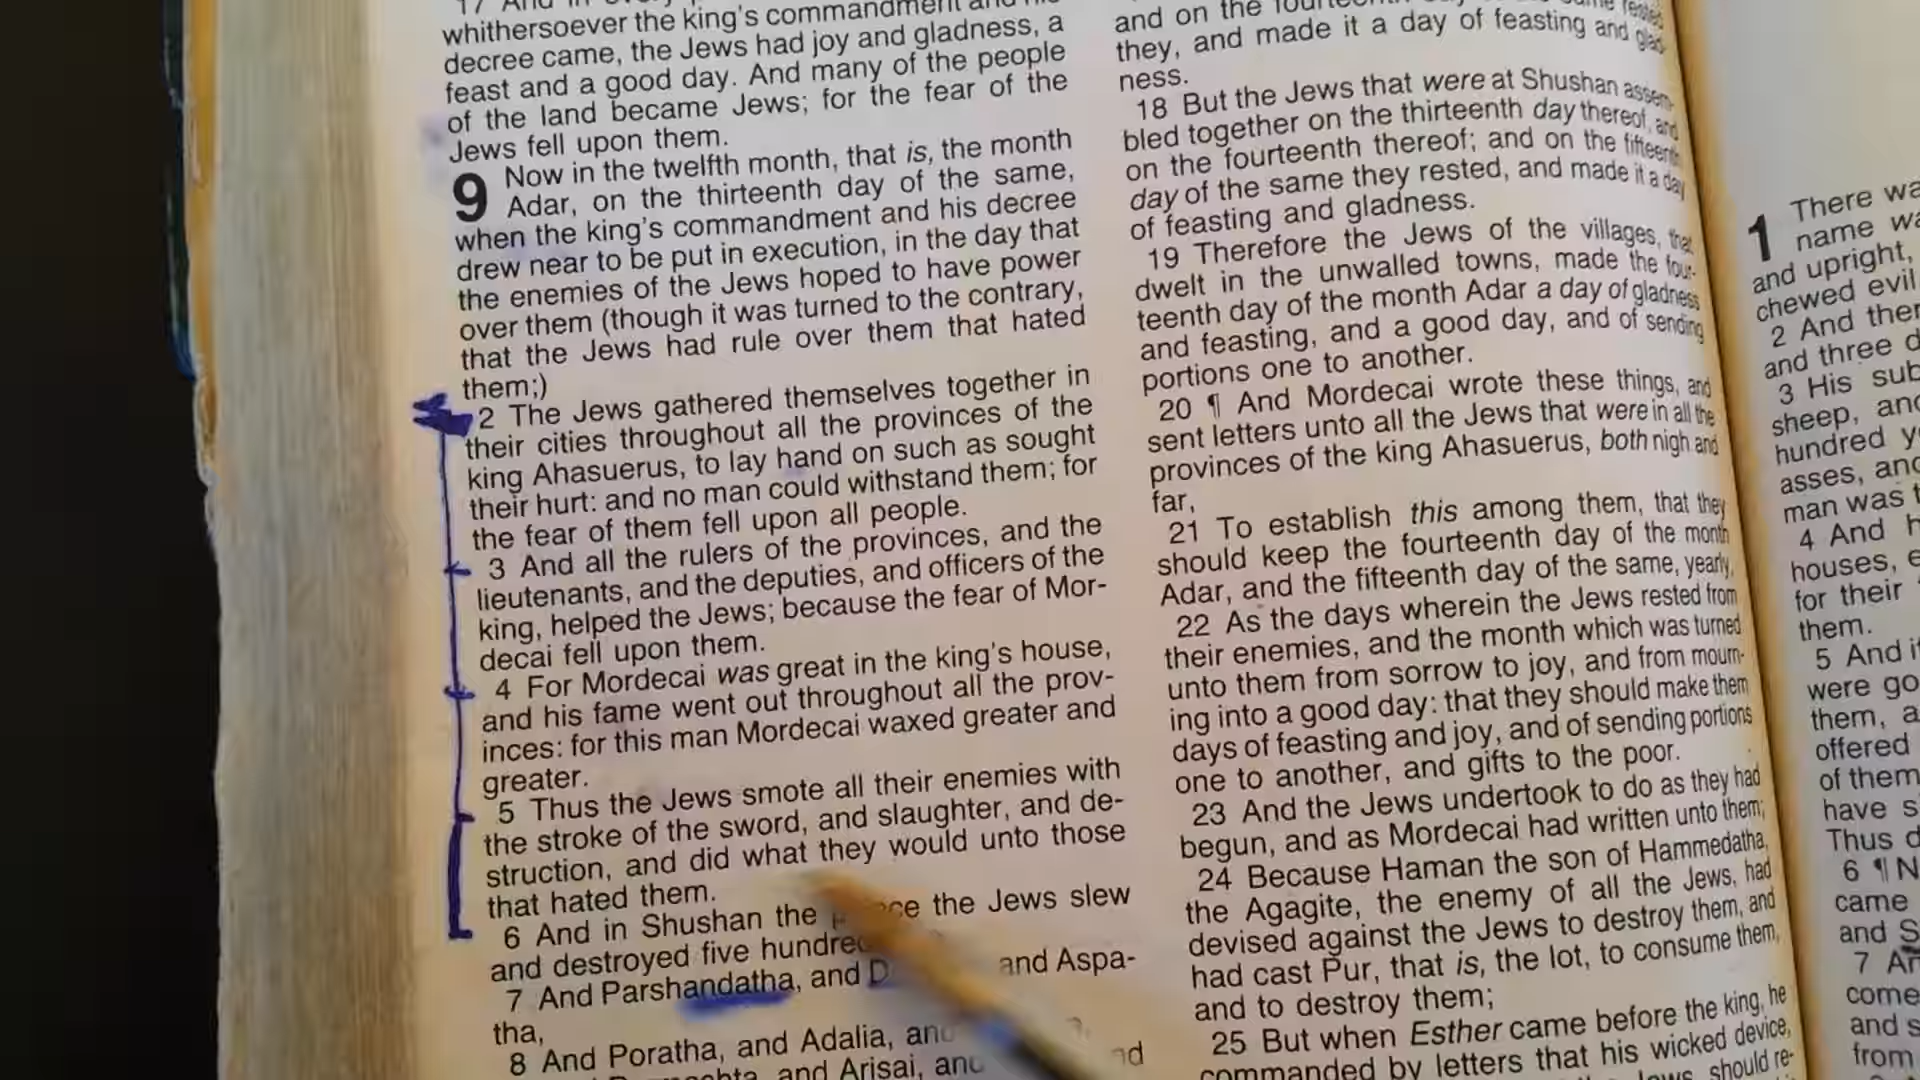 17 And in
whithersoever the king's commandment and his
decree came, the Jews had joy and gladness, a
feast and a good day. And many of the people
of the land became Jews; for the fear of the
Jews fell upon them.
9 Now in the twelfth month, that is, the month
Adar, on the thirteenth day of the same,
when the king's commandment and his decree
drew near to be put in execution, in the day that
the enemies of the Jews hoped to have power
over them (though it was turned to the contrary,
that the Jews had rule over them that hated
them;)
2 The Jews gathered themselves together in
their cities throughout all the provinces of the
king Ahasuerus, to lay hand on such as sought
their hurt: and no man could withstand them; for
the fear of them fell upon all people.
3 And all the rulers of the provinces, and the
lieutenants, and the deputies, and officers of the
king, helped the Jews; because the fear of Mor-
decai fell upon them.
4 For Mordecai was great in the king's house,
and his fame went out throughout all the prov-
inces: for this man Mordecai waxed greater and
greater.
5 Thus the Jews smote all their enemies with
the stroke of the sword, and slaughter, and de-
struction, and did what they would unto those
that hated them.
6 And in Shushan the the Jews slew
and destroyed five
7 And Parshandatha, and and Aspa-
tha,
8 And Poratha, and Adalia,
and Arisai,
and on the fourteenth
they, and made it a day of feasting and glad-
ness.
18 But the Jews that were at Shushan assem-
bled together on the thirteenth day thereof, and
on the fourteenth thereof; and on the fifteenth
day of the same they rested, and made it a day
of feasting and gladness.
19 Therefore the Jews of the villages, that
dwelt in the unwalled towns, made the four-
teenth day of the month Adar a day of gladness
and feasting, and a good day, and of sending
portions one to another.
20 ¶ And Mordecai wrote these things, and
sent letters unto all the Jews that were in all the
provinces of the king Ahasuerus, both nigh and
far,
21 To establish this among them, that they
should keep the fourteenth day of the month
Adar, and the fifteenth day of the same, yearly,
22 As the days wherein the Jews rested from
their enemies, and the month which was turned
unto them from sorrow to joy, and from mourn-
ing into a good day: that they should make them
days of feasting and joy, and of sending portions
one to another, and gifts to the poor.
23 And the Jews undertook to do as they had
begun, and as Mordecai had written unto them;
24 Because Haman the son of Hammedatha,
the Agagite, the enemy of all the Jews, had
devised against the Jews to destroy them, and
had cast Pur, that is, the lot, to consume them,
and to destroy them;
25 But when Esther came before the king, he
commanded by letters that his wicked device,
should re-
1 There
name
and upright,
chewed evil
2 And
and three
3 His
sheep,
hundred
asses,
man was
4 And
houses,
for their
them.
5 And
were
them,
offered
of them
have
Thus
6 ¶
came
and
7
come
and
from